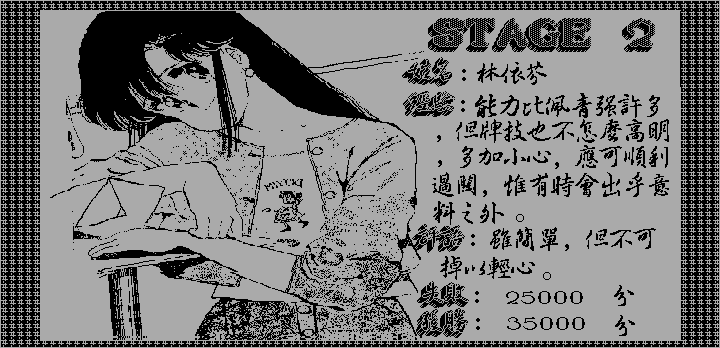 STAGE 2
姓名：林依芬
經歷：能力比佩青强許多
，但牌技也不怎麼高明
，多加小心，應可順利
過關，惟有時會出乎意
料之外。
評語：雖簡單，但不可
掉以輕心。
失敗： 25000 分
獲勝： 35000 分